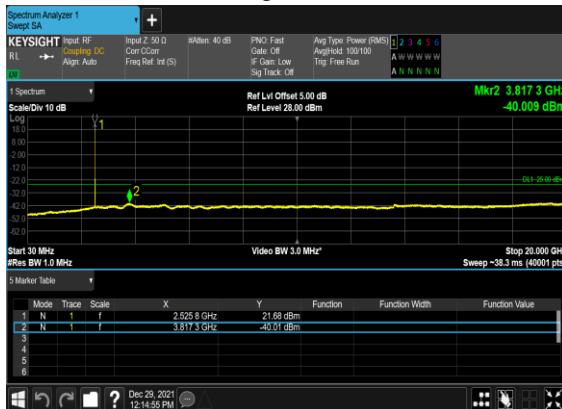 Spectrum Analyzer 1
Swept SA
+
KEYSIGHT Input: RF Input Z: 50 Ω #Atten: 40 dB PNO: Fast Avg Type: Power (RMS) 1 2 3 4 5 6
RL Coupling: DC Corr CCorr Gate: Off Avg|Hold: 100/100 A W W W W W
Align: Auto Freq Ref: Int (S) IF Gain: Low Trig: Free Run
Sig Track: Off A N N N N N
1 Spectrum Ref Lvl Offset 5.00 dB Mkr2 3.817 3 GHz
Scale/Div 10 dB Ref Level 28.00 dBm -40.009 dBm
Log
18.0
8.00
-2.00
-12.0
-22.0
-32.0
-42.0
-52.0
-62.0
1
2
DL1 -25.00 dBm
Start 30 MHz Video BW 3.0 MHz* Stop 20.000 GHz
#Res BW 1.0 MHz Sweep ~38.3 ms (40001 pts)
5 Marker Table
Mode Trace Scale X Y Function Function Width Function Value
1 N 1 f 2.525 8 GHz 21.68 dBm
2 N 1 f 3.817 3 GHz -40.01 dBm
3
4
5
6
? Dec 29, 2021
12:14:55 PM